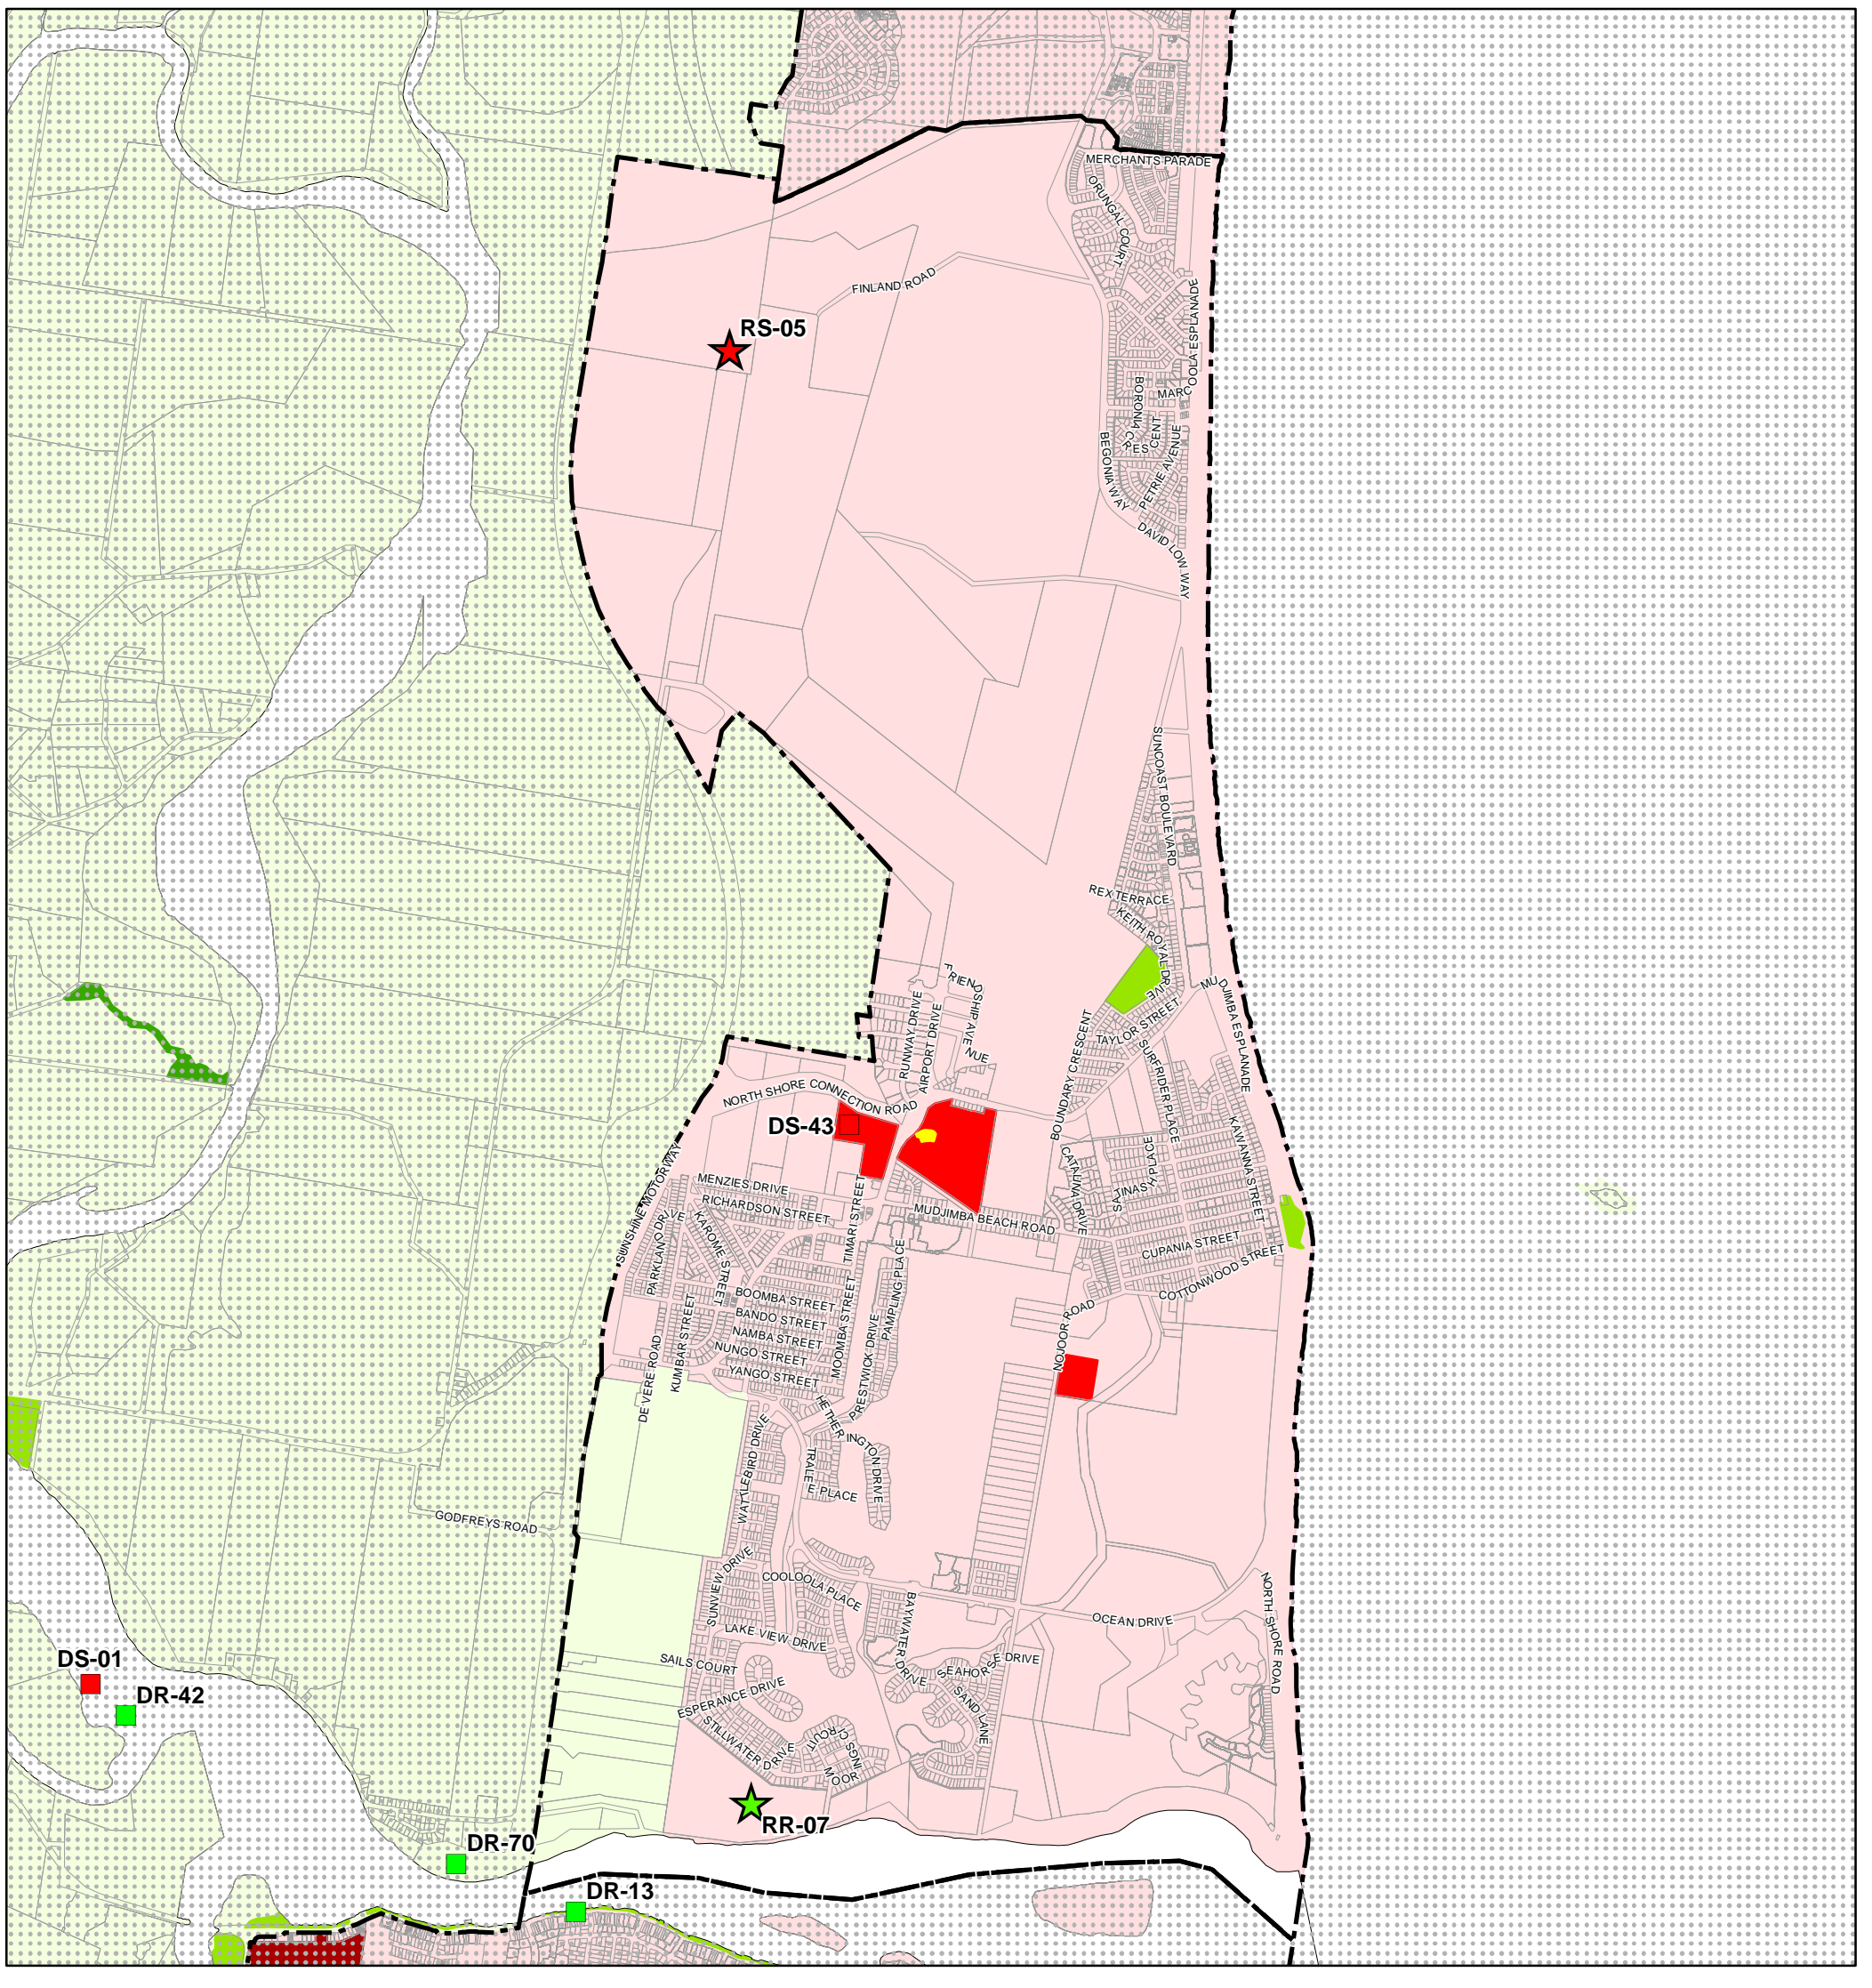 MERCHANTS PARADE
ORUNGAL COURT
FINLAND ROAD
RS-05
MARCOOLA ESPLANADE
BORONIA CRESCENT
PETRIE AVENUE
BEGONIA WAY
DAVID LOW WAY
SUNCOAST BOULEVARD
REX TERRACE
KEITH ROYAL DRIVE
MUDJIMBA ESPLANADE
FRIENDSHIP AVENUE
RUNWAY DRIVE
AIRPORT DRIVE
TAYLOR STREET
BOUNDARY CRESCENT
SURFRIDER PLACE
NORTH SHORE CONNECTION ROAD
DS-43
KAWANNA STREET
SUNSHINE MOTORWAY
CATALINA DRIVE
SATINASH PLACE
MENZIES DRIVE
RICHARDSON STREET
TIMARI STREET
MUDJIMBA BEACH ROAD
PARKLAND DRIVE
KAROME STREET
CUPANIA STREET
COTTONWOOD STREET
BOOMBA STREET
BANDO STREET
NAMBA STREET
NUNGO STREET
YANGO STREET
MOOMBA STREET
PAMPLING PLACE
PRESTWICK DRIVE
NOJOOR ROAD
KUMBAR STREET
DE VERE ROAD
HETHERINGTON DRIVE
WATTLEBIRD DRIVE
TRALEE PLACE
GODFREYS ROAD
SUNVIEW DRIVE
COOLOOLA PLACE
BAYWATER DRIVE
OCEAN DRIVE
NORTH SHORE ROAD
LAKE VIEW DRIVE
SAILS COURT
SEAHORSE DRIVE
DS-01
DR-42
ESPERANCE DRIVE
SAND LANE
STILLWATER DRIVE
MOORINGS CIRCUIT
RR-07
DR-70
DR-13